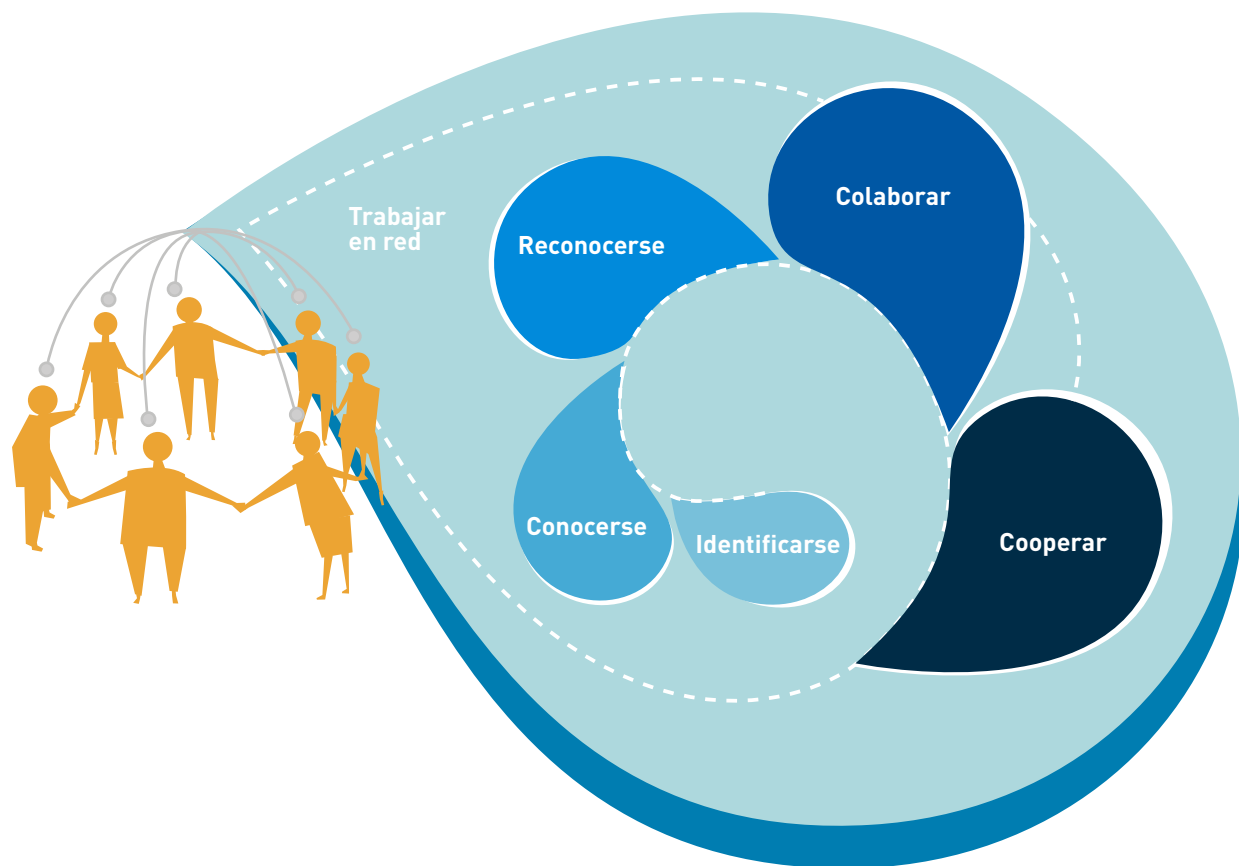 Trabajar
en red
Reconocerse
Colaborar
Conocerse
Identificarse
Cooperar